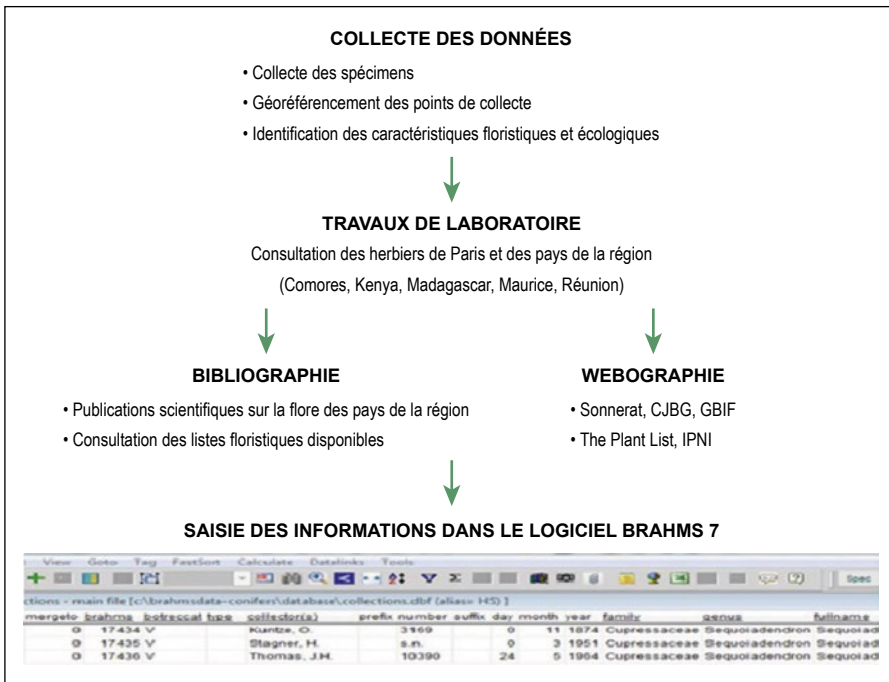 COLLECTE DES DONNÉES
• Collecte des spécimens
• Géoréférencement des points de collecte
• Identification des caractéristiques floristiques et écologiques
TRAVAUX DE LABORATOIRE
Consultation des herbiers de Paris et des pays de la région
(Comores, Kenya, Madagascar, Maurice, Réunion)
BIBLIOGRAPHIE
• Publications scientifiques sur la flore des pays de la région
• Consultation des listes floristiques disponibles
WEBOGRAPHIE
• Sonnerat, CJBG, GBIF
• The Plant List, IPNI
SAISIE DES INFORMATIONS DANS LE LOGICIEL BRAHMS 7
View Goto Tag FastSort Calculate Datalinks Tools
Spec
ctions - main file [c:\brahmsdata-conifers\database\collections.dbf (alias= H5) ]
mergeto brahms botreccat type collector(s) prefix number suffix day month year family genus fullname
0 17434 V Kuntze, O. 3169 0 11 1874 Cupressaceae Sequoiadendron Sequoiad
0 17435 V Stagner, H. s.n. 0 3 1951 Cupressaceae Sequoiadendron Sequoiad
0 17436 V Thomas, J.H. 10390 24 5 1964 Cupressaceae Sequoiadendron Sequoiad